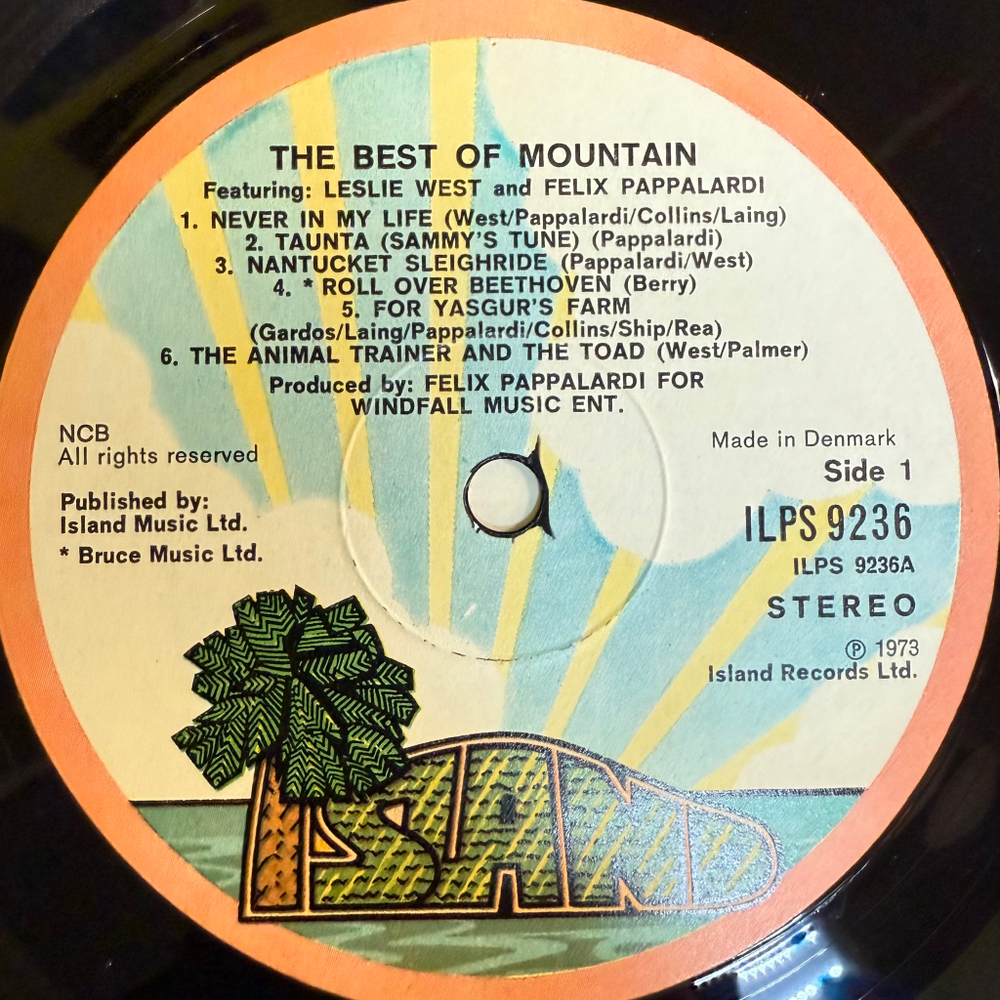 THE BEST OF MOUNTAIN
Featuring: LESLIE WEST and FELIX PAPPALARDI
1. NEVER IN MY LIFE (West/Pappalardi/Collins/Laing)
2. TAUNTA (SAMMY'S TUNE) (Pappalardi)
3. NANTUCKET SLEIGHRIDE (Pappalardi/West)
4. * ROLL OVER BEETHOVEN (Berry)
5. FOR YASGUR'S FARM
(Gardos/Laing/Pappalardi/Collins/Ship/Rea)
6. THE ANIMAL TRAINER AND THE TOAD (West/Palmer)
Produced by: FELIX PAPPALARDI FOR
WINDFALL MUSIC ENT.
NCB
All rights reserved
Published by:
Island Music Ltd.
* Bruce Music Ltd.
Made in Denmark
Side 1
ILPS 9236
ILPS 9236A
STEREO
℗ 1973
Island Records Ltd.
ISLAND